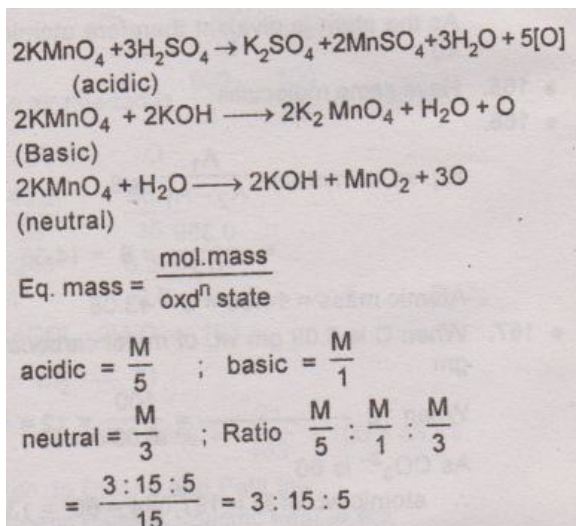 2KMnO₄ +3H₂SO₄ → K₂SO₄ +2MnSO₄+3H₂O + 5[O]
(acidic)
2KMnO₄ + 2KOH ⟶ 2K₂ MnO₄ + H₂O + O
(Basic)
2KMnO₄ + H₂O ⟶ 2KOH + MnO₂ + 3O
(neutral)
Eq. mass = mol.mass / oxdⁿ state
acidic = M/5 ; basic = M/1
neutral = M/3 ; Ratio M/5 : M/1 : M/3
= 3 : 15 : 5 / 15 = 3 : 15 : 5